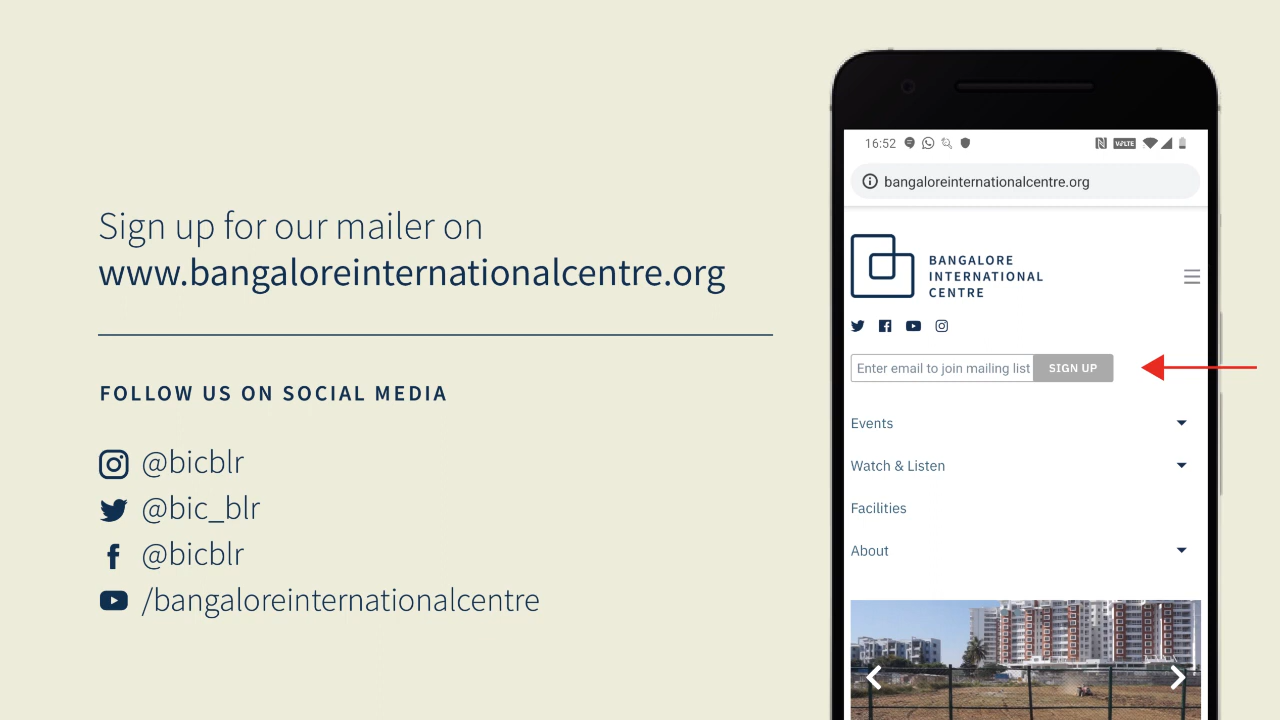 Sign up for our mailer on
www.bangaloreinternationalcentre.org
FOLLOW US ON SOCIAL MEDIA
@bicblr
@bic_blr
@bicblr
/bangaloreinternationalcentre
16:52
VoLTE
bangaloreinternationalcentre.org
BANGALORE
INTERNATIONAL
CENTRE
Enter email to join mailing list SIGN UP
Events
Watch & Listen
Facilities
About